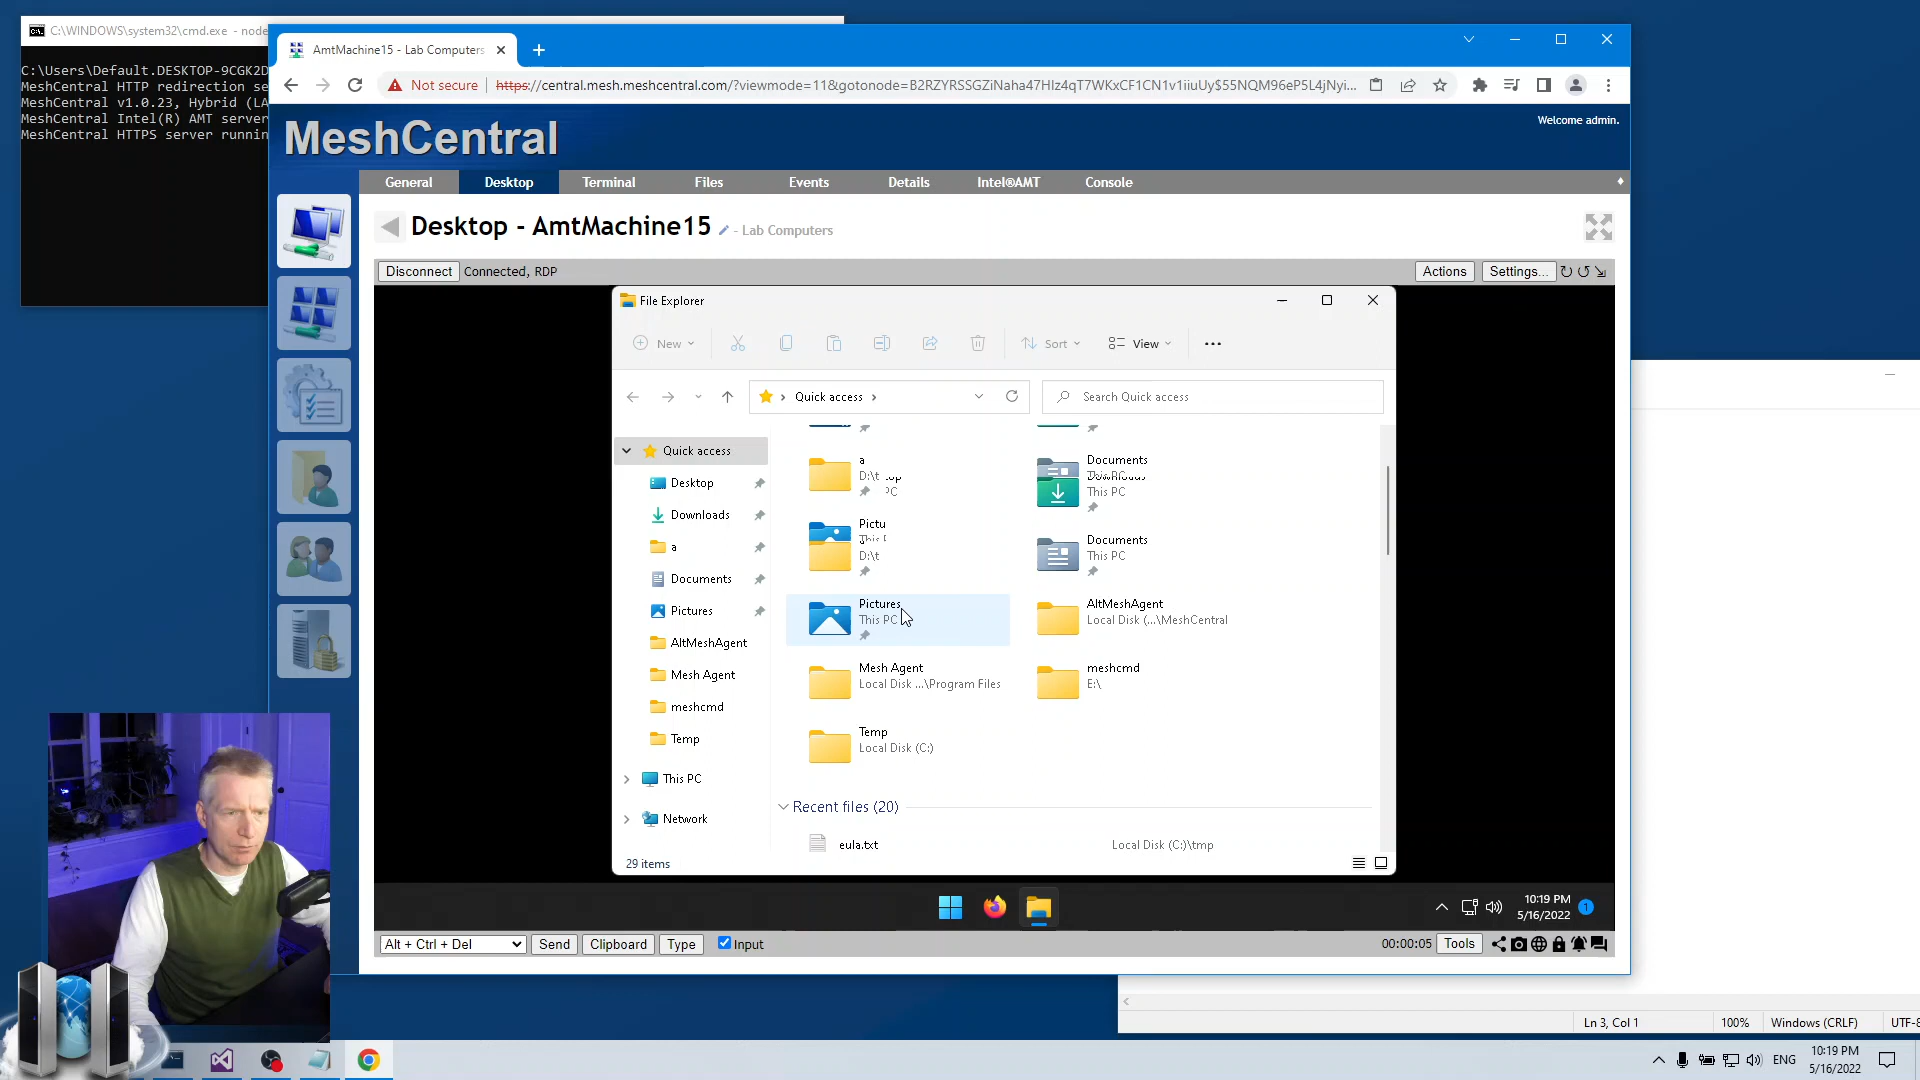 C:\WINDOWS\system32\cmd.exe - node
C:\Users\Default.DESKTOP-9CGK2D
MeshCentral HTTP redirection se
MeshCentral v1.0.23, Hybrid (LA
MeshCentral Intel(R) AMT server
MeshCentral HTTPS server runnin
AmtMachine15 - Lab Computers
Not secure
https://central.mesh.meshcentral.com/?viewmode=11&gotonode=B2RZYRSSGZiNaha47HIz4qT7WKxCF1CN1v1iiuUy$55NQM96eP5L4jNyi...
MeshCentral
Welcome admin.
General Desktop Terminal Files Events Details Intel®AMT Console
Desktop - AmtMachine15 - Lab Computers
Disconnect Connected, RDP
Actions Settings...
File Explorer
New Sort View
Quick access
Search Quick access
Quick access
Desktop
Downloads
a
Documents
Pictures
AltMeshAgent
Mesh Agent
meshcmd
Temp
This PC
Network
a
D:\t
PC
Documents
This PC
This PC
Pictu
D:\t
Documents
This PC
Pictures
This PC
AltMeshAgent
Local Disk (...\MeshCentral
Mesh Agent
Local Disk ...\Program Files
meshcmd
E:\
Temp
Local Disk (C:)
Recent files (20)
eula.txt
Local Disk (C:)\tmp
29 items
10:19 PM
5/16/2022
1
Alt + Ctrl + Del Send Clipboard Type Input
00:00:05 Tools
Ln 3, Col 1 100% Windows (CRLF) UTF-8
ENG
10:19 PM
5/16/2022